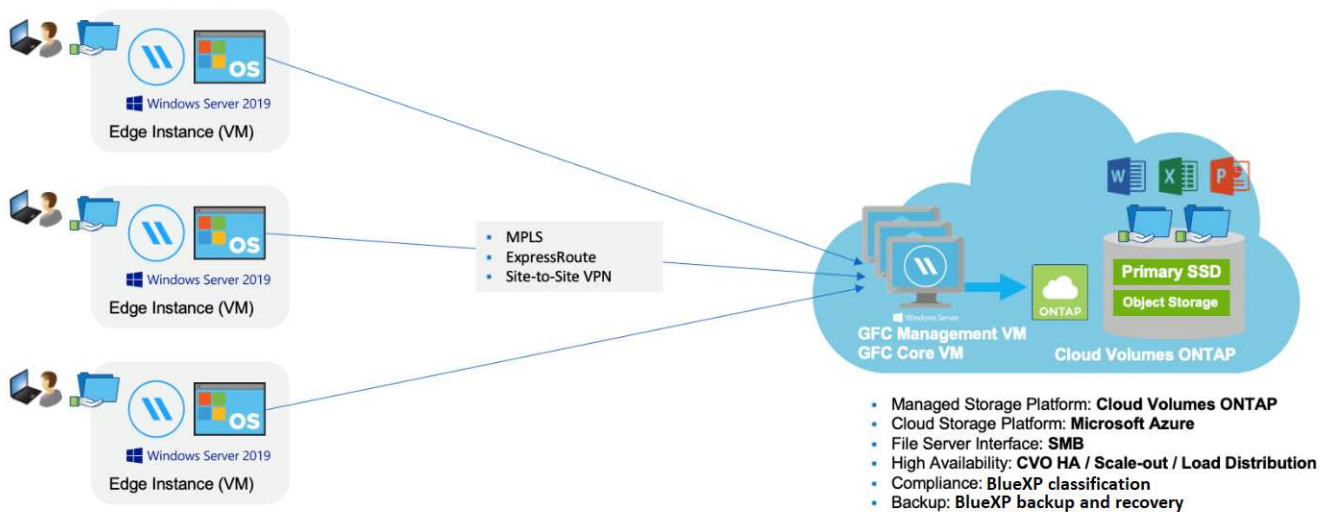 OS
Windows Server 2019
Edge Instance (VM)
OS
Windows Server 2019
Edge Instance (VM)
OS
Windows Server 2019
Edge Instance (VM)
▪ MPLS
▪ ExpressRoute
▪ Site-to-Site VPN
W
X
P
Windows Server
GFC Management VM
GFC Core VM
ONTAP
Primary SSD
Object Storage
Cloud Volumes ONTAP
▪ Managed Storage Platform: Cloud Volumes ONTAP
▪ Cloud Storage Platform: Microsoft Azure
▪ File Server Interface: SMB
▪ High Availability: CVO HA / Scale-out / Load Distribution
▪ Compliance: BlueXP classification
▪ Backup: BlueXP backup and recovery